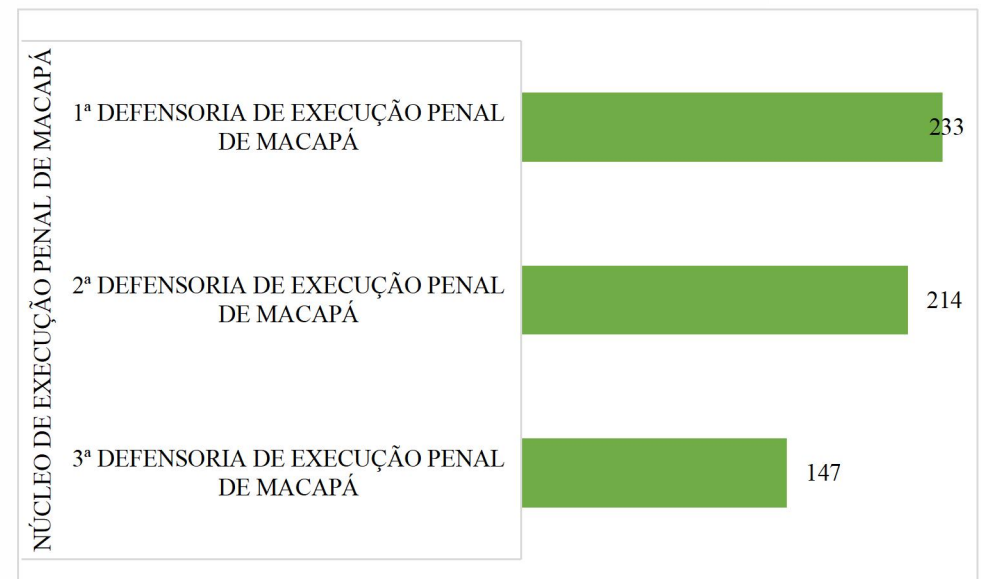 NÚCLEO DE EXECUÇÃO PENAL DE MACAPÁ
1ª DEFENSORIA DE EXECUÇÃO PENAL
DE MACAPÁ
233
2ª DEFENSORIA DE EXECUÇÃO PENAL
DE MACAPÁ
214
3ª DEFENSORIA DE EXECUÇÃO PENAL
DE MACAPÁ
147